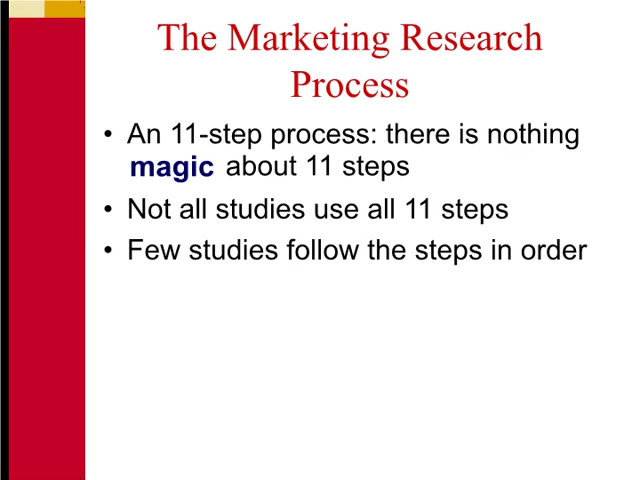 The Marketing Research
Process
• An 11-step process: there is nothing
magic about 11 steps
• Not all studies use all 11 steps
• Few studies follow the steps in order